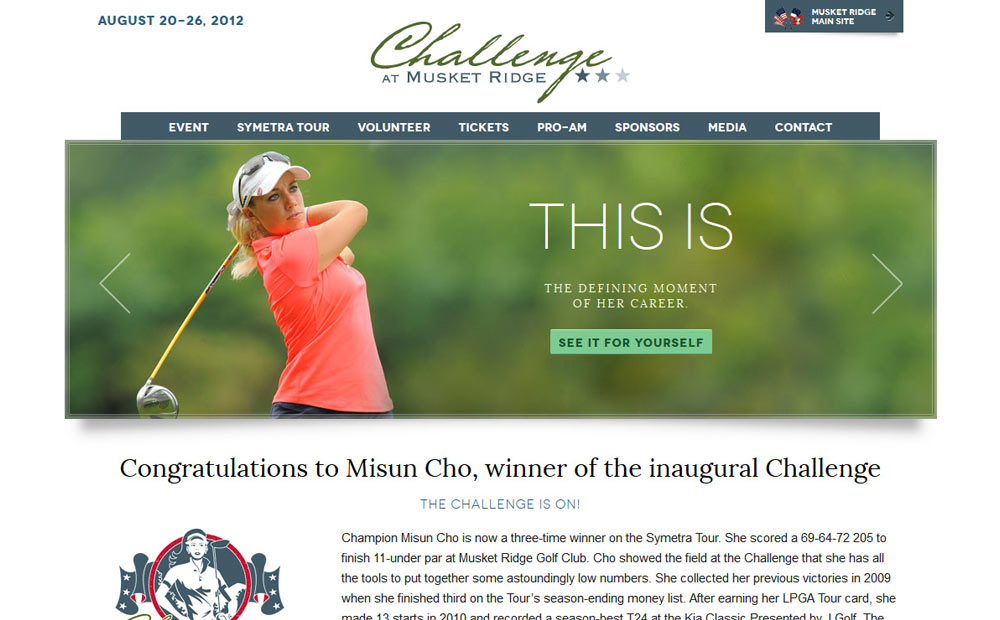 AUGUST 20-26, 2012
MUSKET RIDGE
MAIN SITE
Challenge
AT MUSKET RIDGE
EVENT SYMETRA TOUR VOLUNTEER TICKETS PRO-AM SPONSORS MEDIA CONTACT
THIS IS
THE DEFINING MOMENT
OF HER CAREER.
SEE IT FOR YOURSELF
Congratulations to Misun Cho, winner of the inaugural Challenge
THE CHALLENGE IS ON!
Champion Misun Cho is now a three-time winner on the Symetra Tour. She scored a 69-64-72 205 to
finish 11-under par at Musket Ridge Golf Club. Cho showed the field at the Challenge that she has all
the tools to put together some astoundingly low numbers. She collected her previous victories in 2009
when she finished third on the Tour's season-ending money list. After earning her LPGA Tour card, she
made 13 starts in 2010 and recorded a season-best T24 at the Kia Classic Presented by J Golf. The